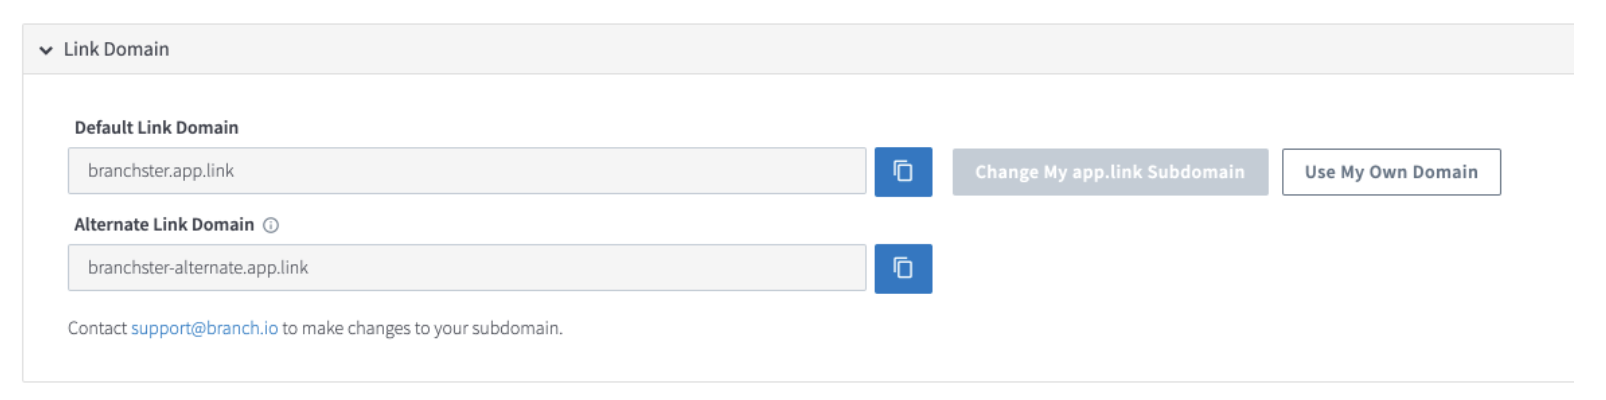 Link Domain
Default Link Domain
branchster.app.link
Change My app.link Subdomain
Use My Own Domain
Alternate Link Domain
branchster-alternate.app.link
Contact support@branch.io to make changes to your subdomain.